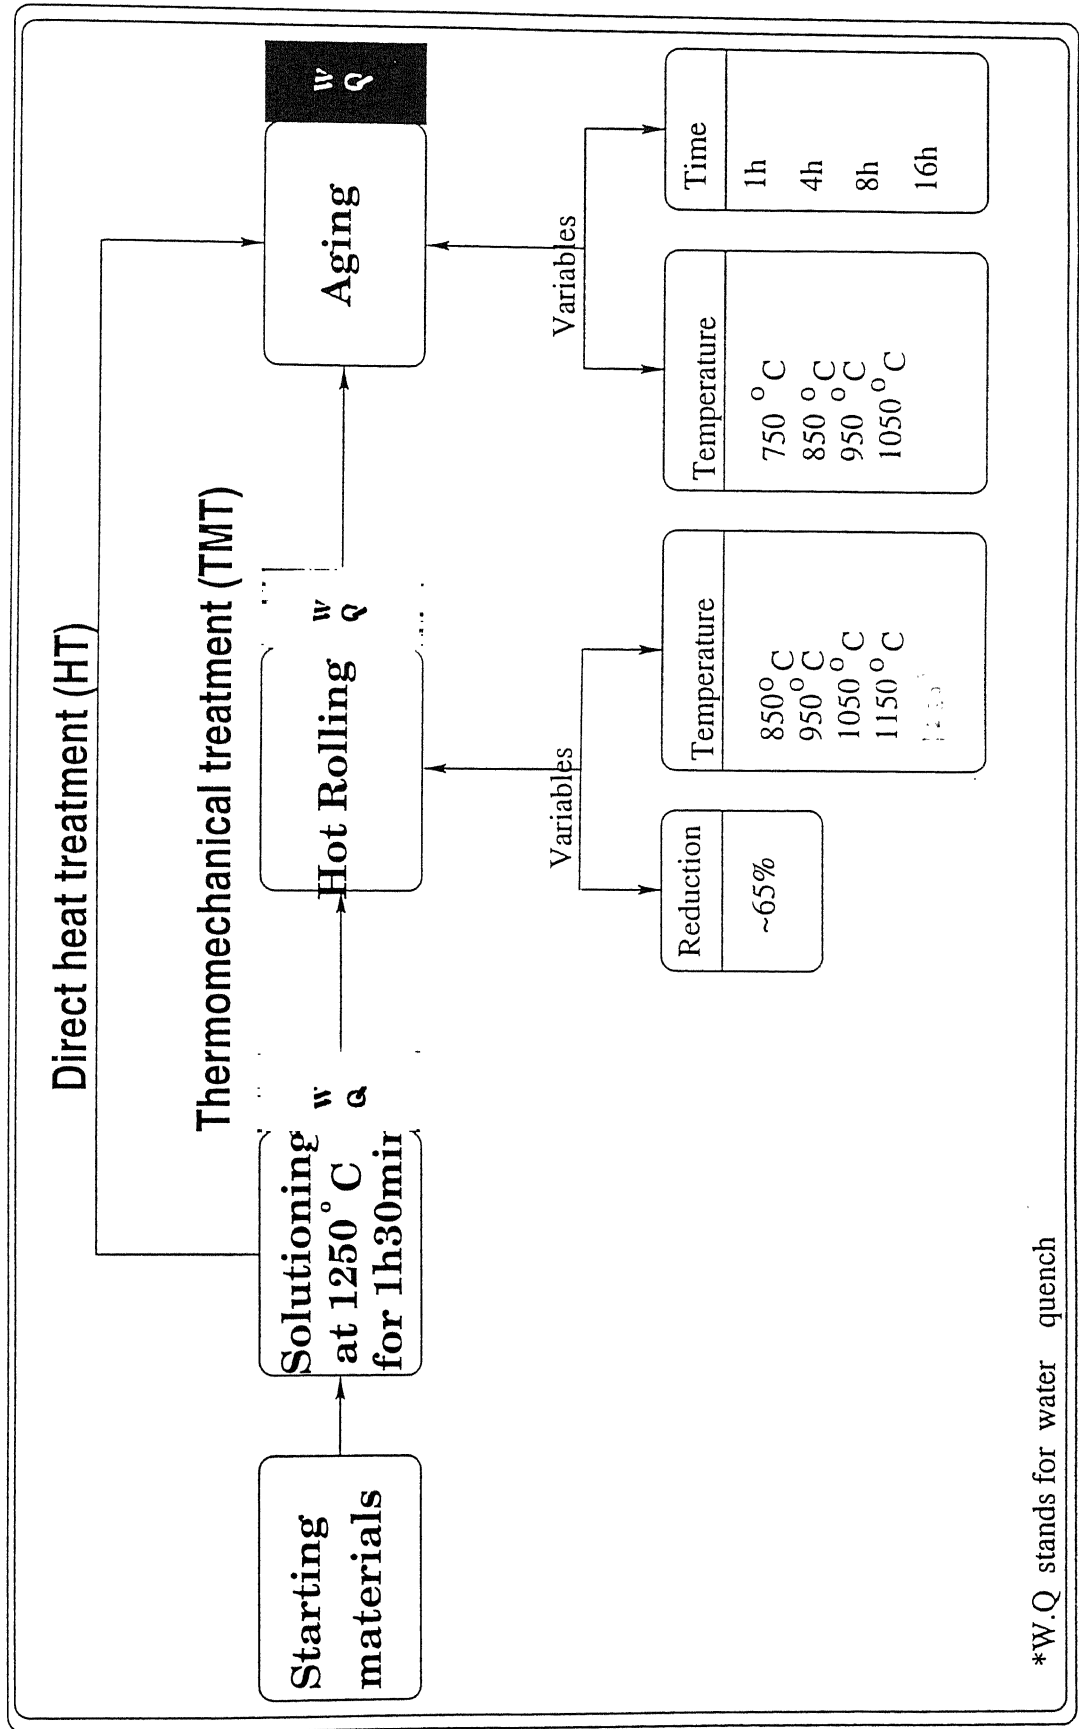 Direct heat treatment (HT)
Thermomechanical treatment (TMT)
Starting
materials
Solutioning
at 1250°C
for 1h30min
W
Q
Hot Rolling
W
Q
Aging
W
Q
Variables
Reduction
~65%
Temperature
850°C
950°C
1050°C
1150°C
Variables
Temperature
750°C
850°C
950°C
1050°C
Time
1h
4h
8h
16h
*W.Q stands for water quench